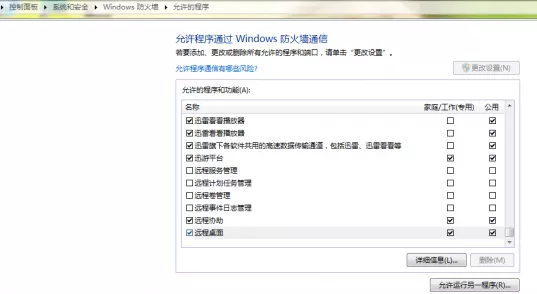 控制面板 ▸ 系统和安全 ▸ Windows 防火墙 ▸ 允许的程序
允许程序通过 Windows 防火墙通信
若要添加、更改或删除所有允许的程序和端口，请单击“更改设置”。
允许程序通信有哪些风险?
更改设置(N)
允许的程序和功能(A):
名称 家庭/工作(专用) 公用
迅雷看看播放器
迅雷看看播放器
迅雷旗下各软件共用的高速数据传输通道，包括迅雷、迅雷看看等
迅游平台
远程服务管理
远程计划任务管理
远程卷管理
远程事件日志管理
远程协助
远程桌面
详细信息(L)... 删除(M)
允许运行另一程序(R)...